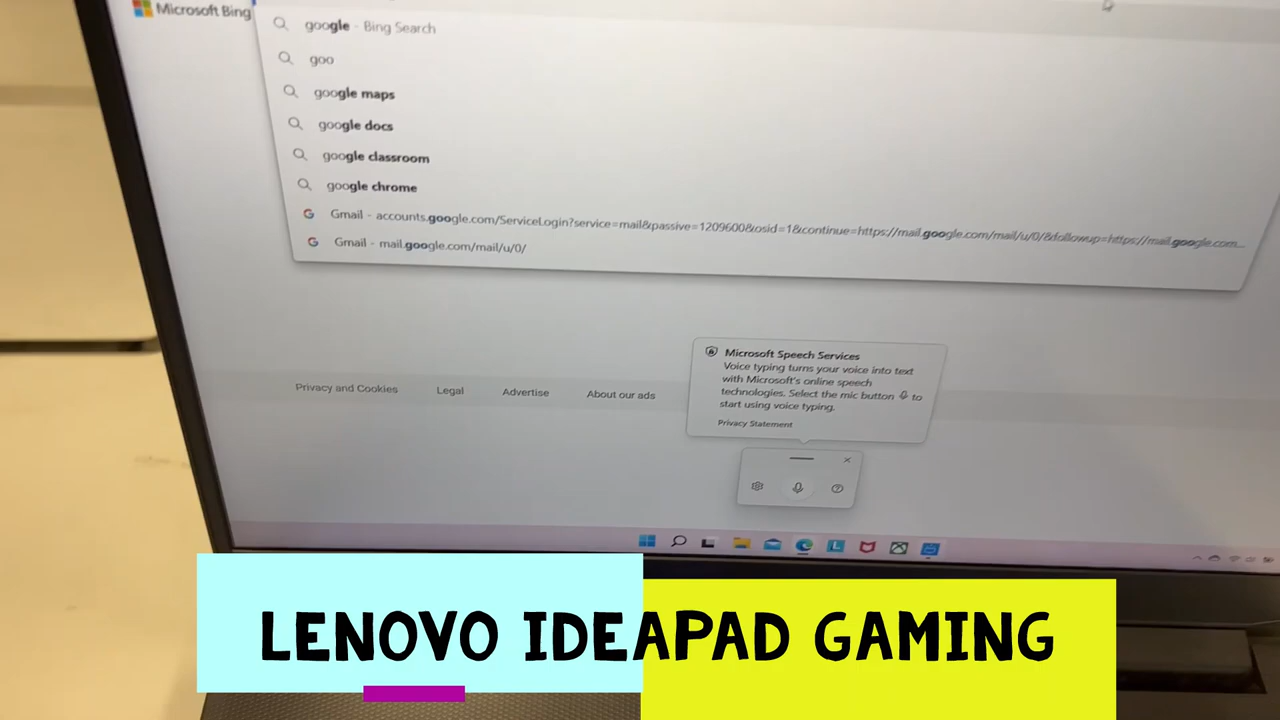 Microsoft Bing
google - Bing Search
goo
google maps
google docs
google classroom
google chrome
Gmail - accounts.google.com/ServiceLogin?service=mail&passive=1209600&osid=1&continue=https://mail.google.com/mail/u/0/&followup=https://mail.google.com...
Gmail - mail.google.com/mail/u/0/
Microsoft Speech Services
Voice typing turns your voice into text
with Microsoft's online speech
technologies. Select the mic button to
start using voice typing.
Privacy Statement
Privacy and Cookies Legal Advertise About our ads
LENOVO IDEAPAD GAMING